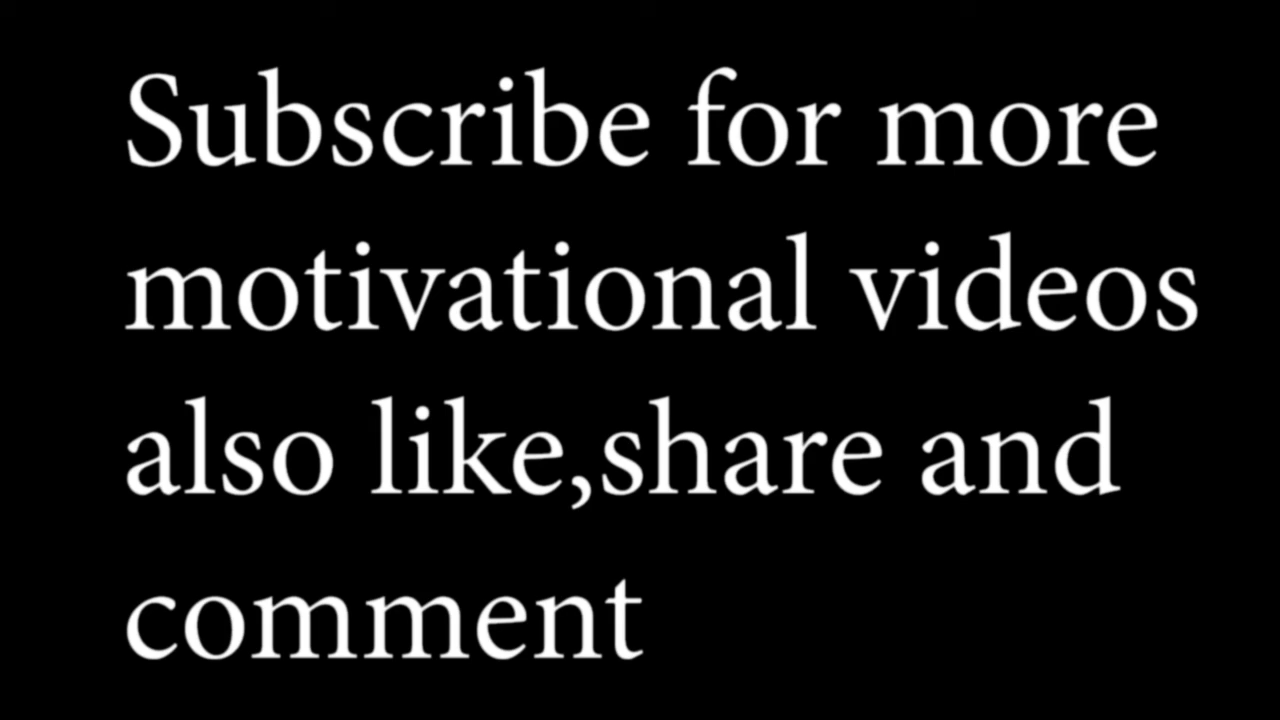 Subscribe for more
motivational videos
also like,share and
comment